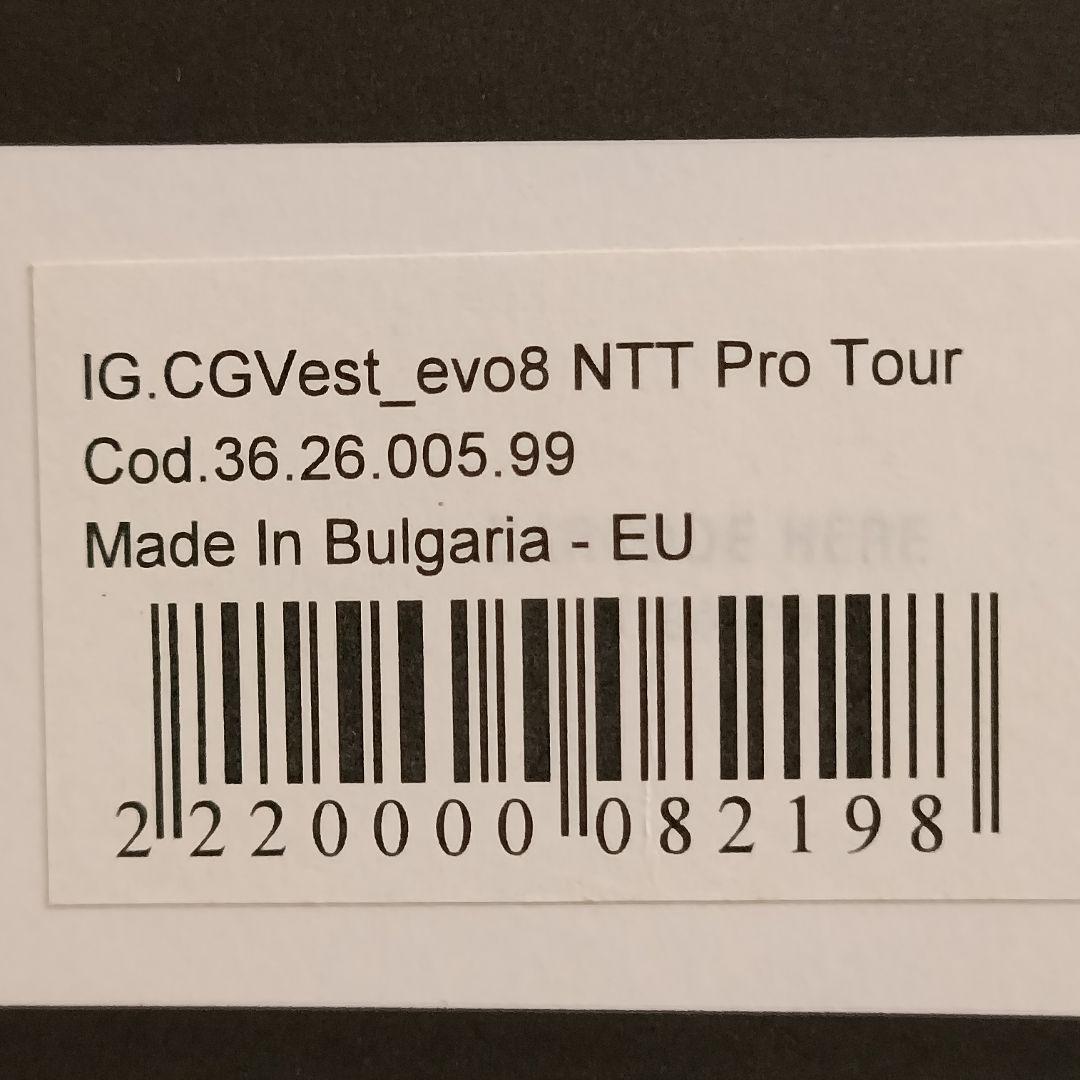 IG.CGVest_evo8 NTT Pro Tour
Cod.36.26.005.99
Made In Bulgaria - EU
2 220000 082198